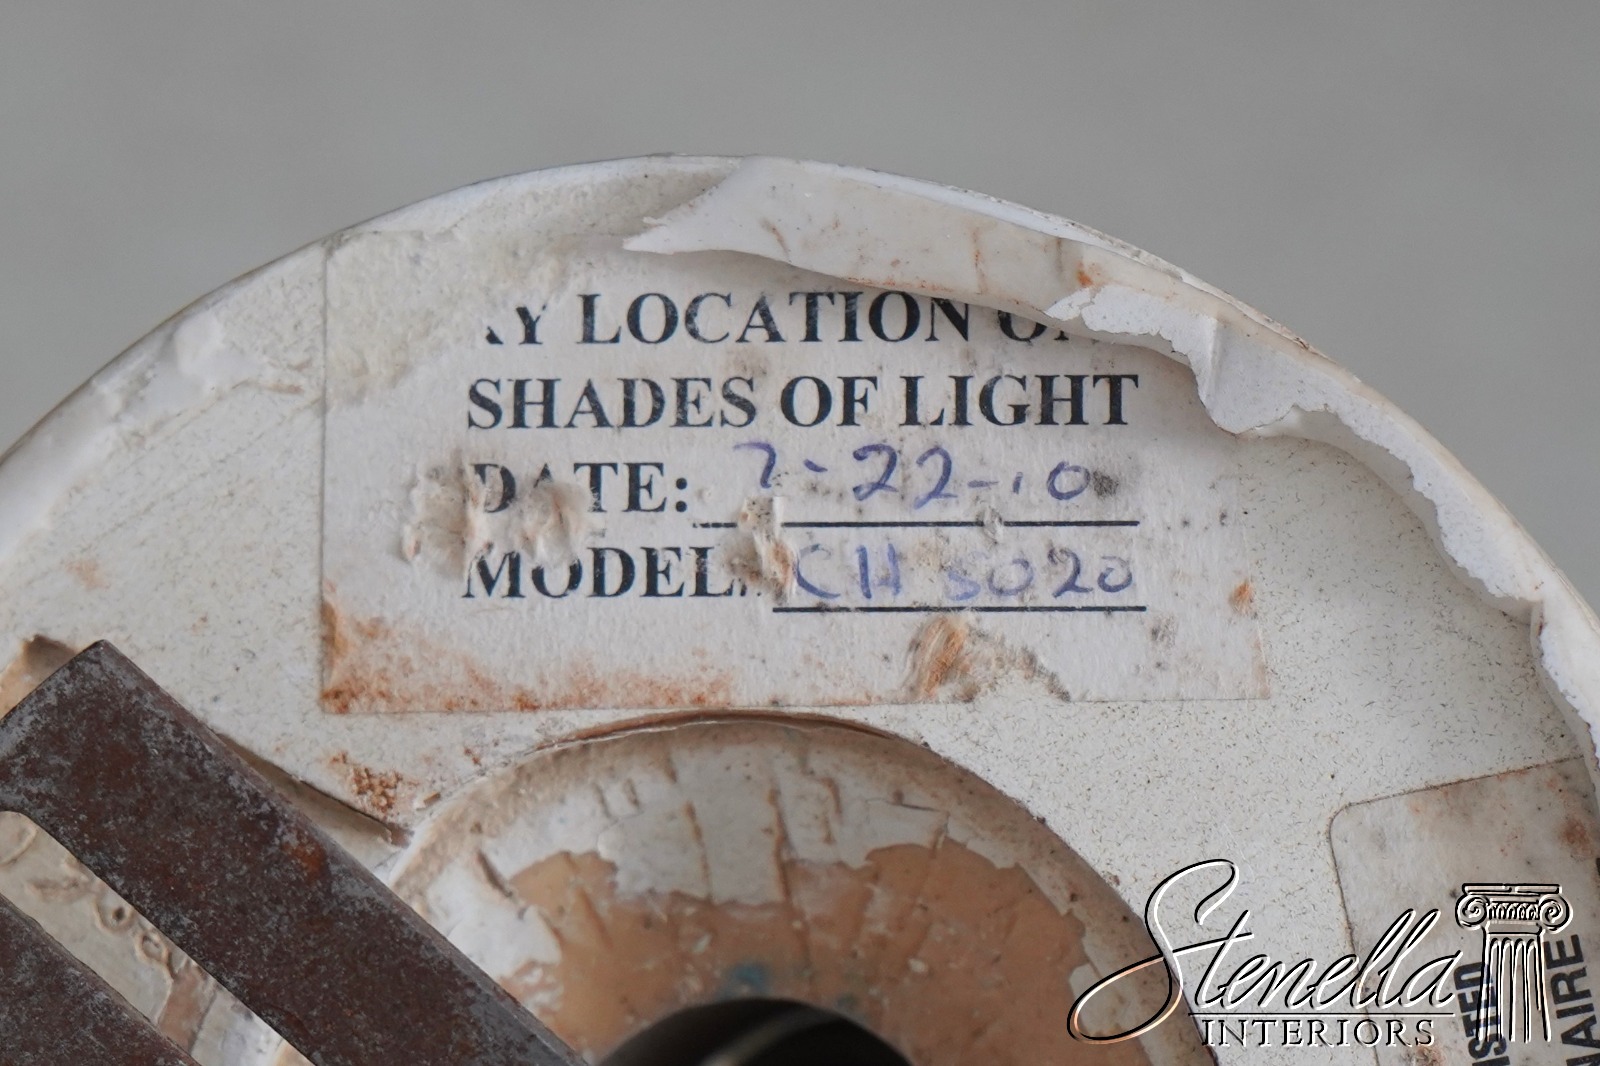 LOCATION
SHADES OF LIGHT
DATE: 7-22-10
MODEL# CH 5020
Stenella
INTERIORS